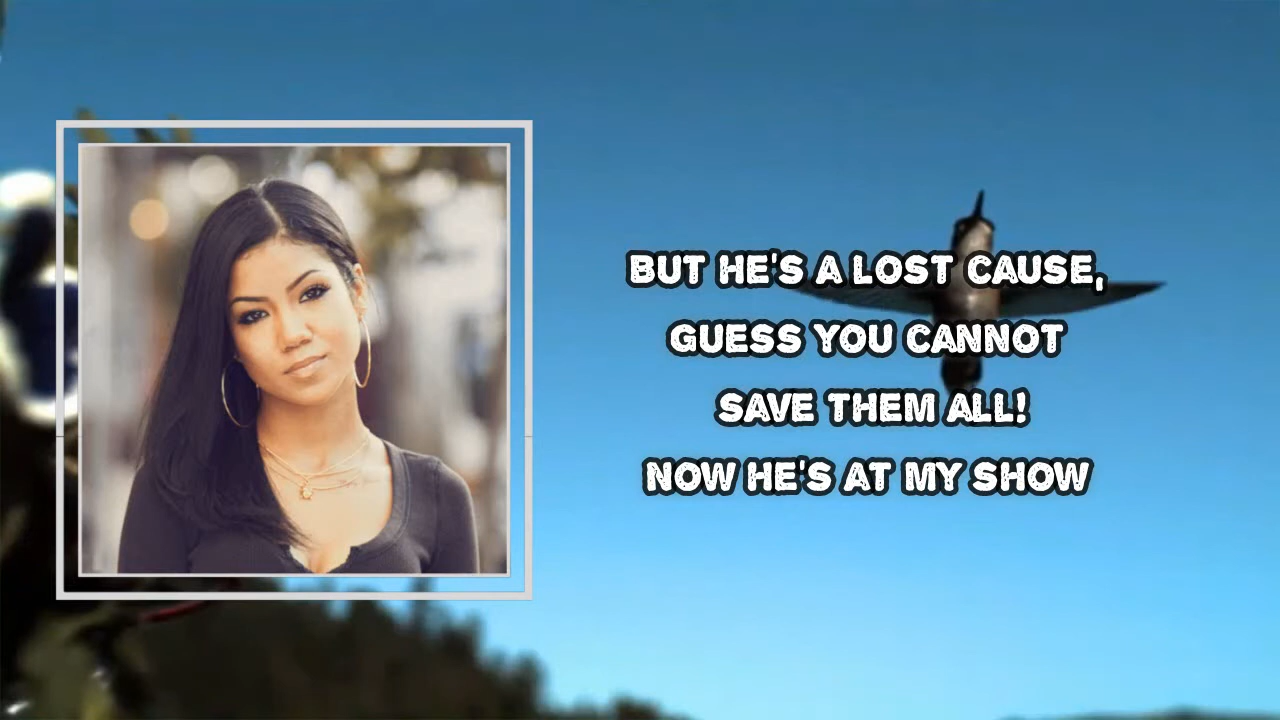 BUT HE'S A LOST CAUSE,
GUESS YOU CANNOT
SAVE THEM ALL!
NOW HE'S AT MY SHOW